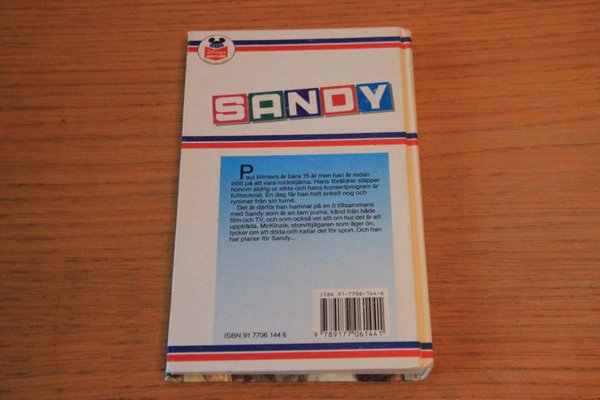 SANDY
Paul Winters är bara 15 år men han är redan
trött på att vara rockstjärna. Hans föräldrar släpper
honom aldrig ur sikte och hans konsertprogram är
fulltecknat. En dag får han helt enkelt nog och
rymmer från sin turné.
Det är därför han hamnar på en ö tillsammans
med Sandy som är en tam puma, känd från både
film och TV, och som också vet allt om hur det är att
uppträda. McKinzie, storviltjägaren som äger ön,
tycker om att döda och kallar det för sport. Och han
har planer för Sandy...
ISBN 91-7706-144-6
ISBN 91 7706 144 6
9 789177 061441